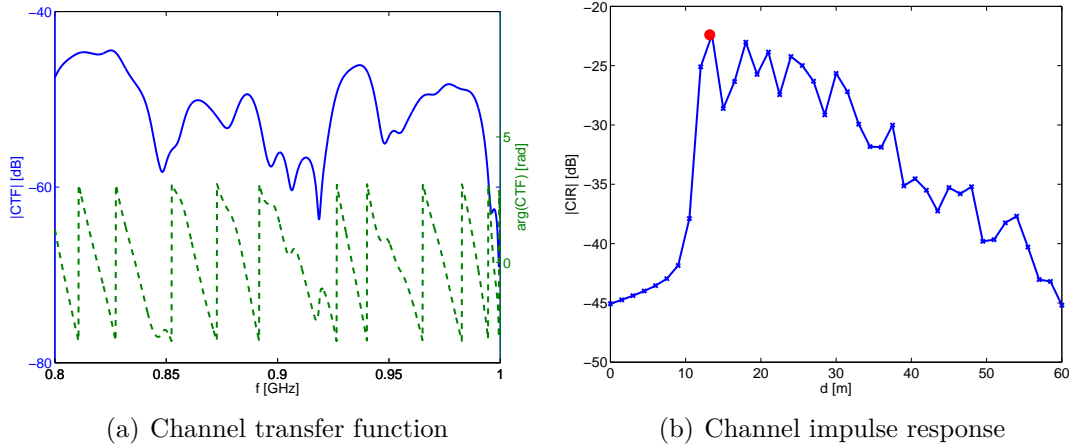 −40
−60
−80
|CTF| [dB]
5
0
arg(CTF) [rad]
0.8 0.85 0.9 0.95 1
f [GHz]
(a) Channel transfer function
−20
−25
−30
−35
−40
−45
−50
|CIR| [dB]
0 10 20 30 40 50 60
d [m]
(b) Channel impulse response